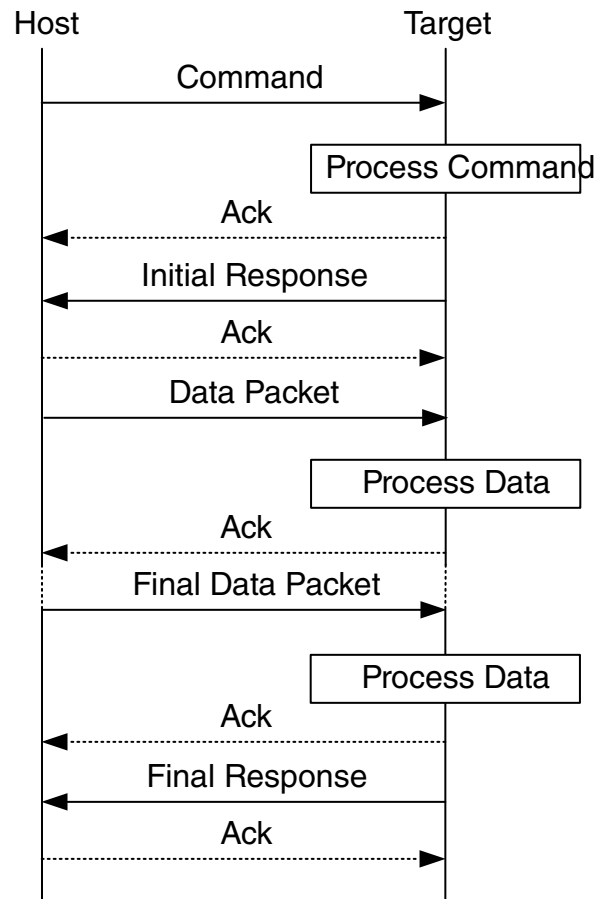 Host
Target
Command
Process Command
Ack
Initial Response
Ack
Data Packet
Process Data
Ack
Final Data Packet
Process Data
Ack
Final Response
Ack